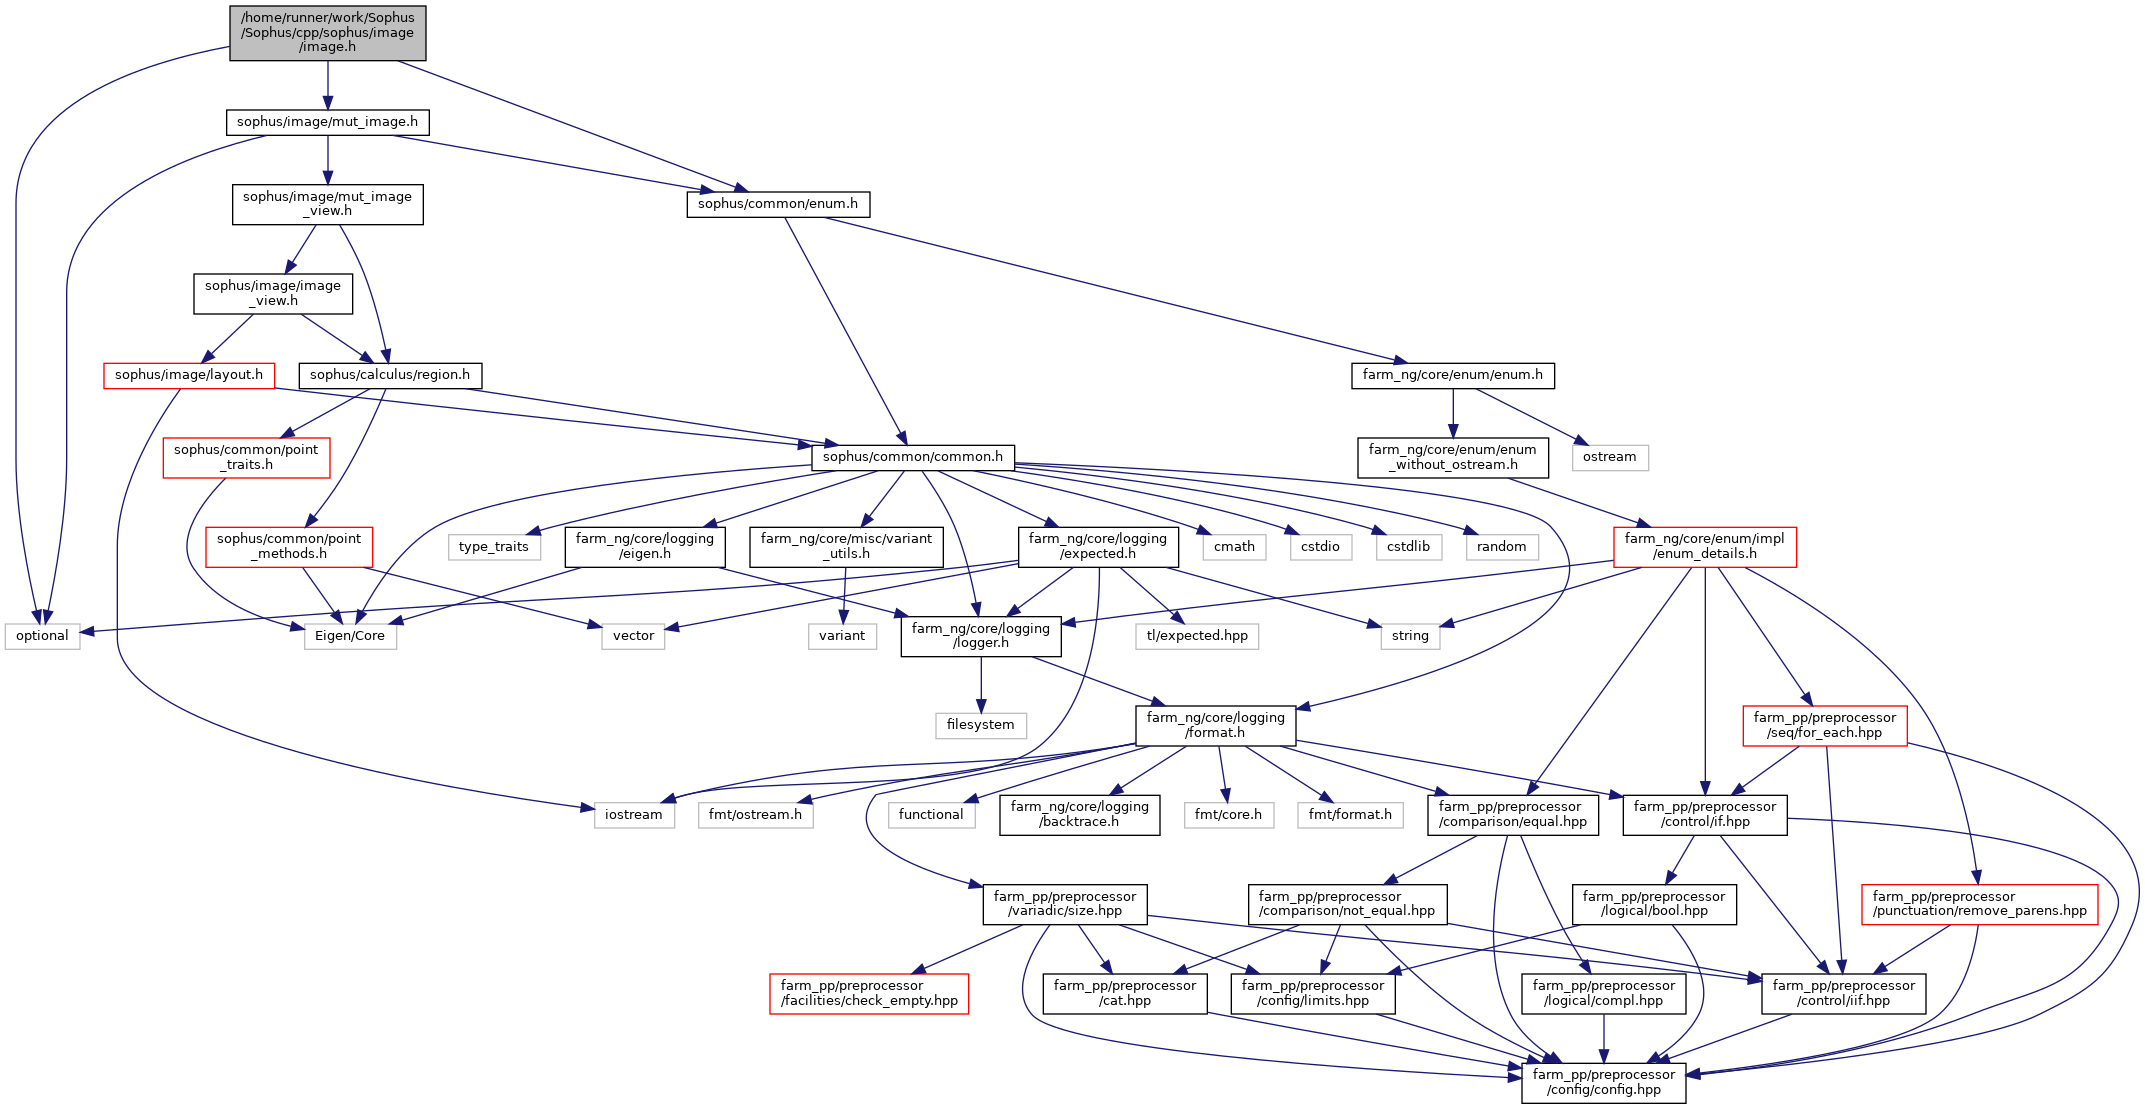 /home/runner/work/Sophus
/Sophus/cpp/sophus/image
/image.h
sophus/image/mut_image.h
sophus/image/mut_image
_view.h
sophus/common/enum.h
sophus/image/image
_view.h
sophus/image/layout.h
sophus/calculus/region.h
farm_ng/core/enum/enum.h
sophus/common/point
_traits.h
sophus/common/common.h
farm_ng/core/enum/enum
_without_ostream.h
ostream
sophus/common/point
_methods.h
type_traits
farm_ng/core/logging
/eigen.h
farm_ng/core/misc/variant
_utils.h
farm_ng/core/logging
/expected.h
cmath
cstdio
cstdlib
random
farm_ng/core/enum/impl
/enum_details.h
optional
Eigen/Core
vector
variant
farm_ng/core/logging
/logger.h
tl/expected.hpp
string
filesystem
farm_ng/core/logging
/format.h
farm_pp/preprocessor
/seq/for_each.hpp
iostream
fmt/ostream.h
functional
farm_ng/core/logging
/backtrace.h
fmt/core.h
fmt/format.h
farm_pp/preprocessor
/comparison/equal.hpp
farm_pp/preprocessor
/control/if.hpp
farm_pp/preprocessor
/variadic/size.hpp
farm_pp/preprocessor
/comparison/not_equal.hpp
farm_pp/preprocessor
/logical/bool.hpp
farm_pp/preprocessor
/punctuation/remove_parens.hpp
farm_pp/preprocessor
/facilities/check_empty.hpp
farm_pp/preprocessor
/cat.hpp
farm_pp/preprocessor
/config/limits.hpp
farm_pp/preprocessor
/logical/compl.hpp
farm_pp/preprocessor
/control/iif.hpp
farm_pp/preprocessor
/config/config.hpp